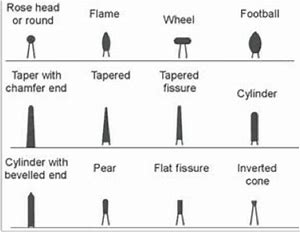 Rose head
or round
Flame
Wheel
Football
Taper with
chamfer end
Tapered
Tapered
fissure
Cylinder
Cylinder with
bevelled end
Pear
Flat fissure
Inverted
cone